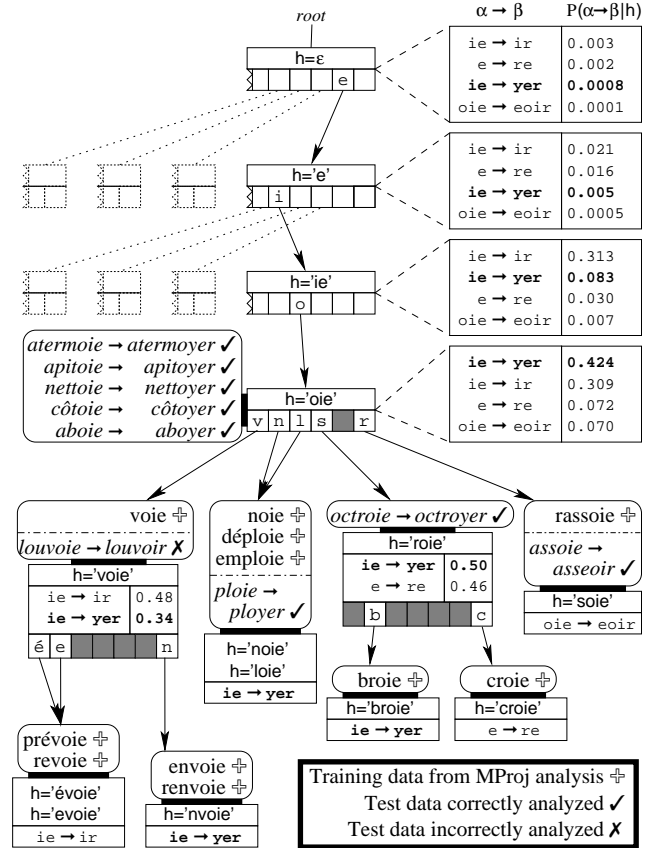 root
α → β P(α→β|h)
h=ε
e
ie → ir 0.003
e → re 0.002
ie → yer 0.0008
oie → eoir 0.0001
h='e'
i
ie → ir 0.021
e → re 0.016
ie → yer 0.005
oie → eoir 0.0005
h='ie'
o
ie → ir 0.313
ie → yer 0.083
e → re 0.030
oie → eoir 0.007
atermoie → atermoyer ✓
apitoie → apitoyer ✓
nettoie → nettoyer ✓
côtoie → côtoyer ✓
aboie → aboyer ✓
h='oie'
v n l s r
ie → yer 0.424
ie → ir 0.309
e → re 0.072
oie → eoir 0.070
voie ✙
louvoie → louvoir ✗
h='voie'
ie → ir 0.48
ie → yer 0.34
é e n
noie ✙
déploie ✙
emploie ✙
ploie →
ployer ✓
h='noie'
h='loie'
ie → yer
octroie → octroyer ✓
h='roie'
ie → yer 0.50
e → re 0.46
b c
rassoie ✙
assoie →
asseoir ✓
h='soie'
oie → eoir
broie ✙
h='broie'
ie → yer
croie ✙
h='croie'
e → re
prévoie ✙
revoie ✙
h='évoie'
h='evoie'
ie → ir
envoie ✙
renvoie ✙
h='nvoie'
ie → yer
Training data from MProj analysis ✙
Test data correctly analyzed ✓
Test data incorrectly analyzed ✗